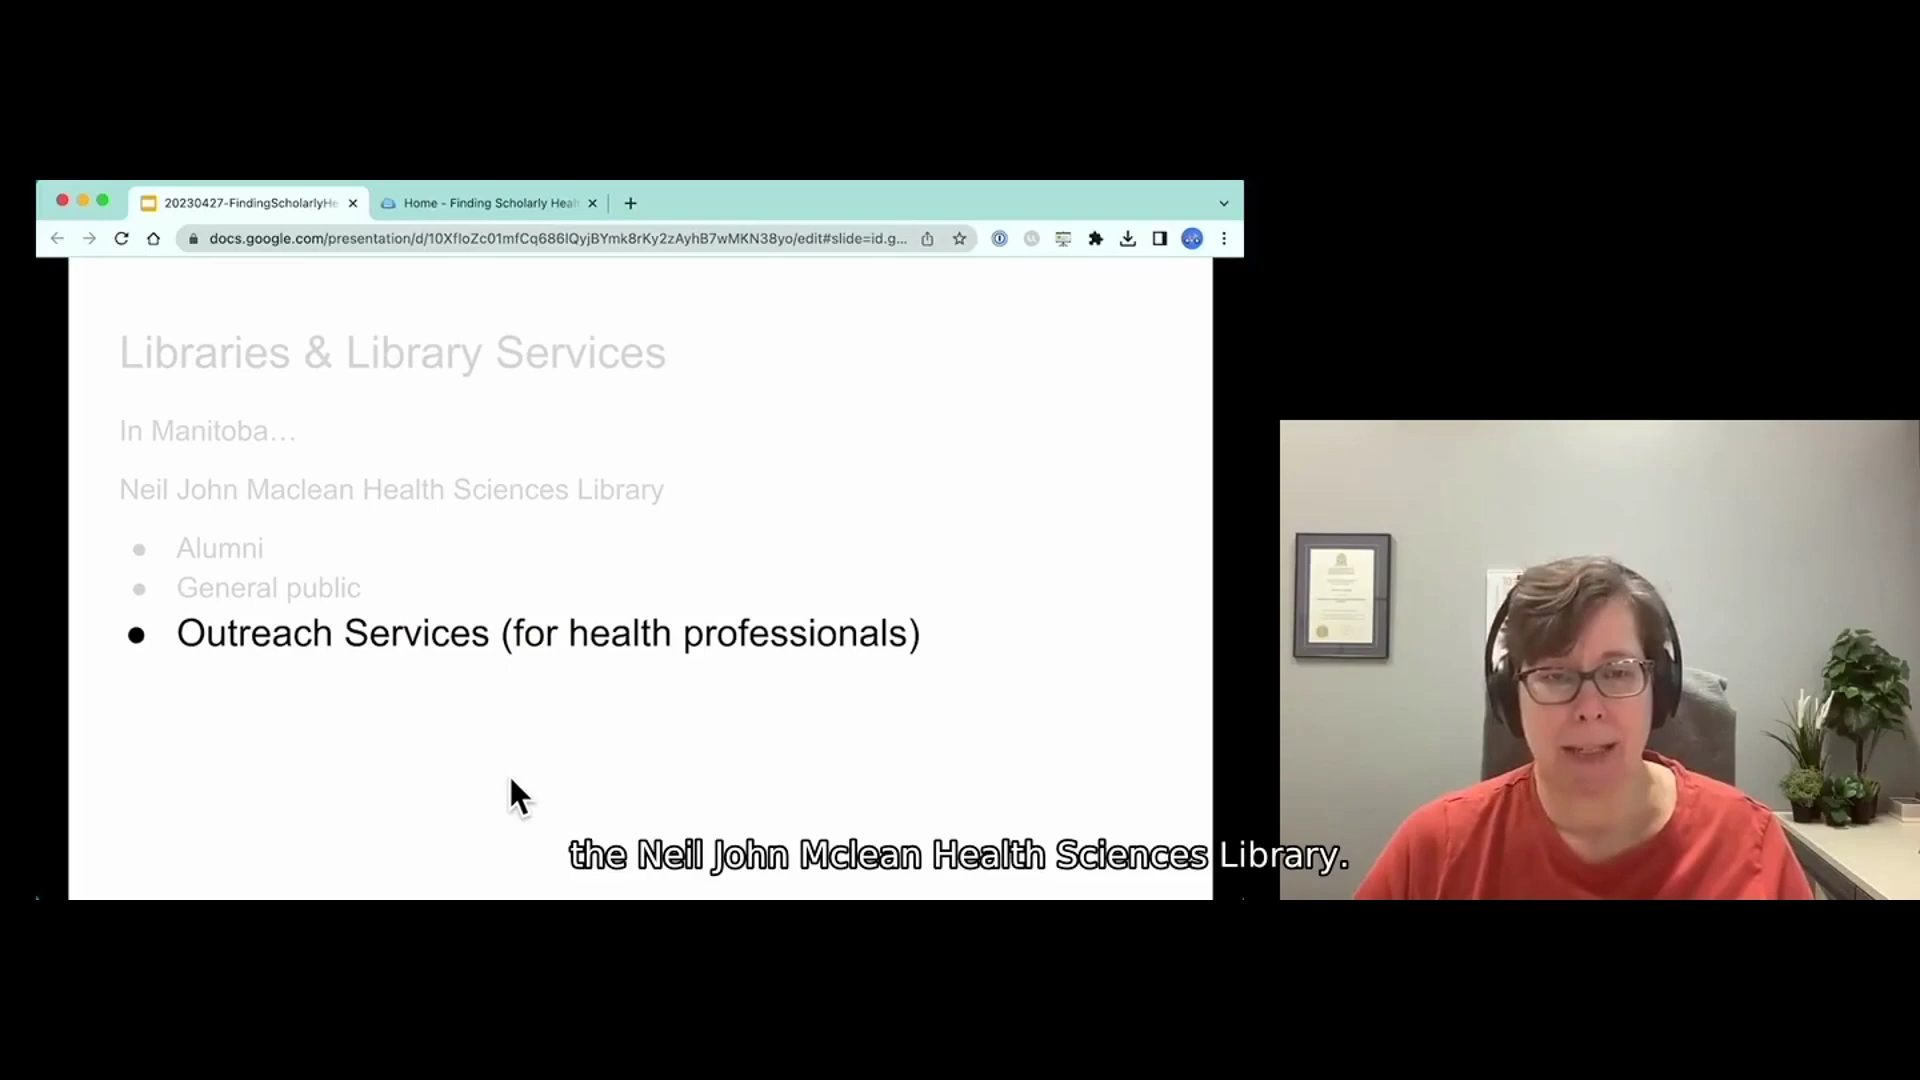 20230427-FindingScholarlyHe
Home - Finding Scholarly Heal
docs.google.com/presentation/d/10XfIoZc01mfCq686lQyjBYmk8rKy2zAyhB7wMKN38yo/edit#slide=id.g...
Libraries & Library Services
In Manitoba…
Neil John Maclean Health Sciences Library
● Alumni
● General public
● Outreach Services (for health professionals)
the Neil John Mclean Health Sciences Library.